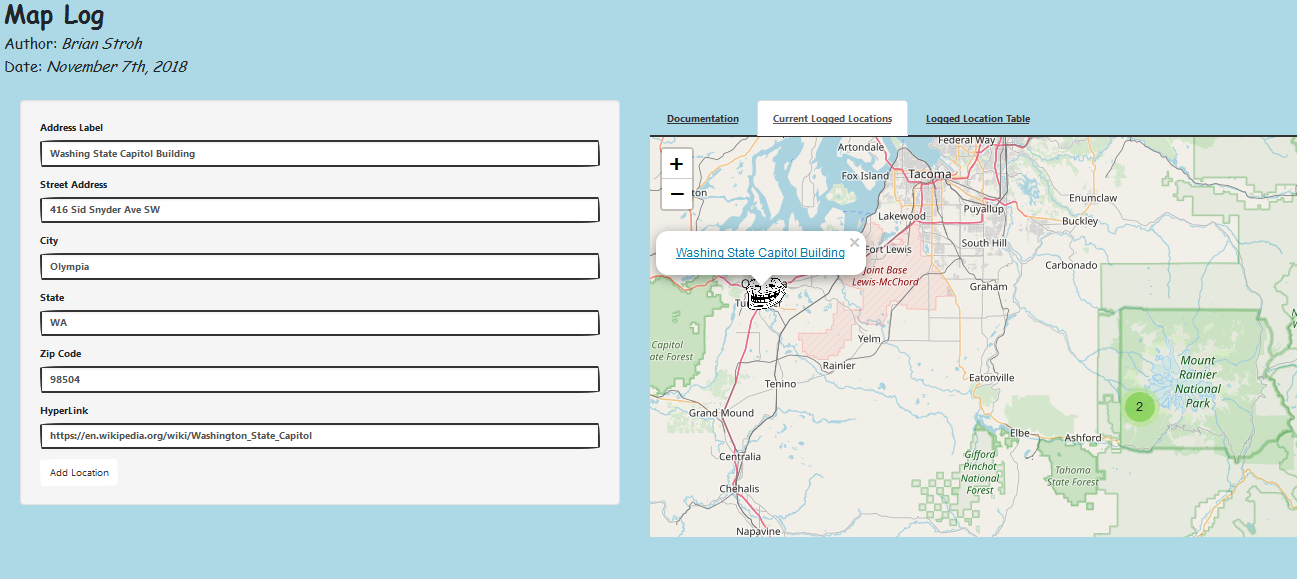 Map Log
Author: Brian Stroh
Date: November 7th, 2018
Address Label
Washing State Capitol Building
Street Address
416 Sid Snyder Ave SW
City
Olympia
State
WA
Zip Code
98504
HyperLink
https://en.wikipedia.org/wiki/Washington_State_Capitol
Add Location
Documentation
Current Logged Locations
Logged Location Table
+
−
Artondale
Federal Way
Fox Island
Tacoma
Enumclaw
Puyallup
Lakewood
Buckley
South Hill
Washing State Capitol Building
×
Fort Lewis
Carbonado
Joint Base
Lewis-McChord
Graham
Yelm
Capitol
State Forest
Rainier
Mount
Rainier
National
Park
Tenino
Eatonville
2
Grand Mound
Elbe
Ashford
Centralia
Gifford
Pinchot
National
Forest
Tahoma
State Forest
Chehalis
Napavine